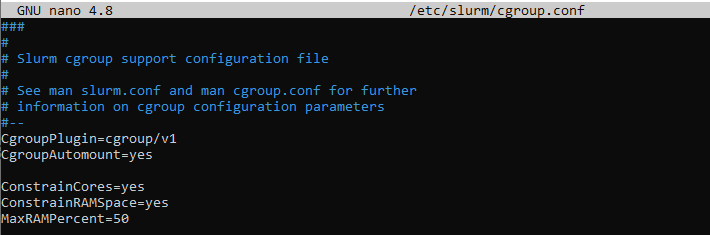 GNU nano 4.8 /etc/slurm/cgroup.conf
###
#
# Slurm cgroup support configuration file
#
# See man slurm.conf and man cgroup.conf for further
# information on cgroup configuration parameters
#--
CgroupPlugin=cgroup/v1
CgroupAutomount=yes
ConstrainCores=yes
ConstrainRAMSpace=yes
MaxRAMPercent=50